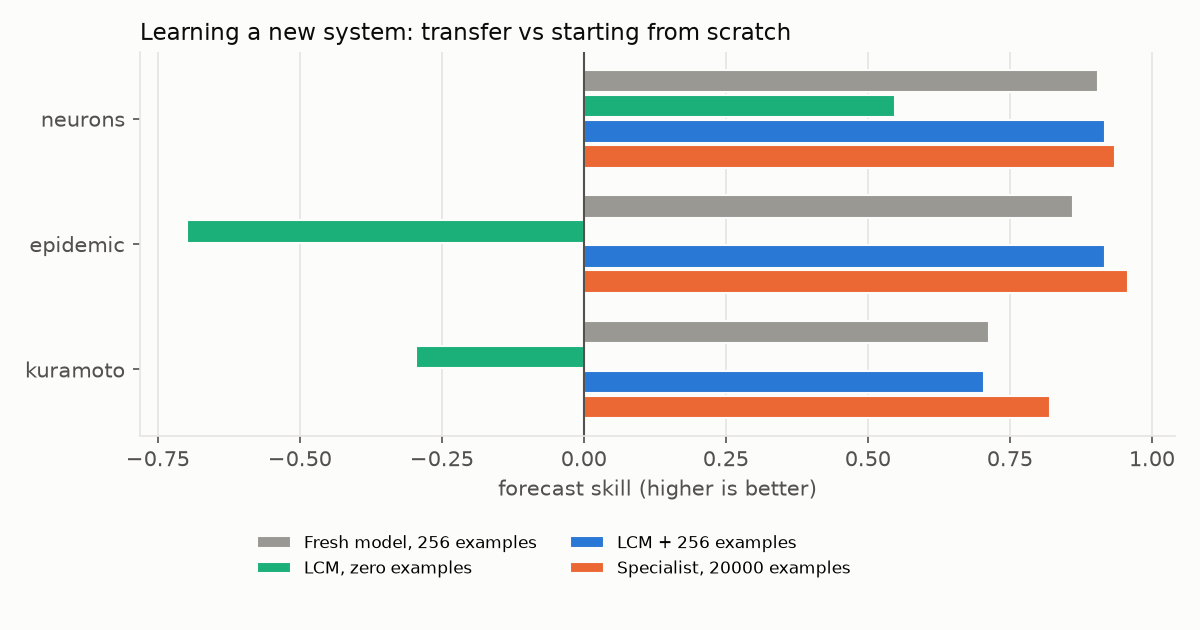 Learning a new system: transfer vs starting from scratch
neurons
epidemic
kuramoto
−0.75 −0.50 −0.25 0.00 0.25 0.50 0.75 1.00
forecast skill (higher is better)
Fresh model, 256 examples LCM + 256 examples
LCM, zero examples Specialist, 20000 examples